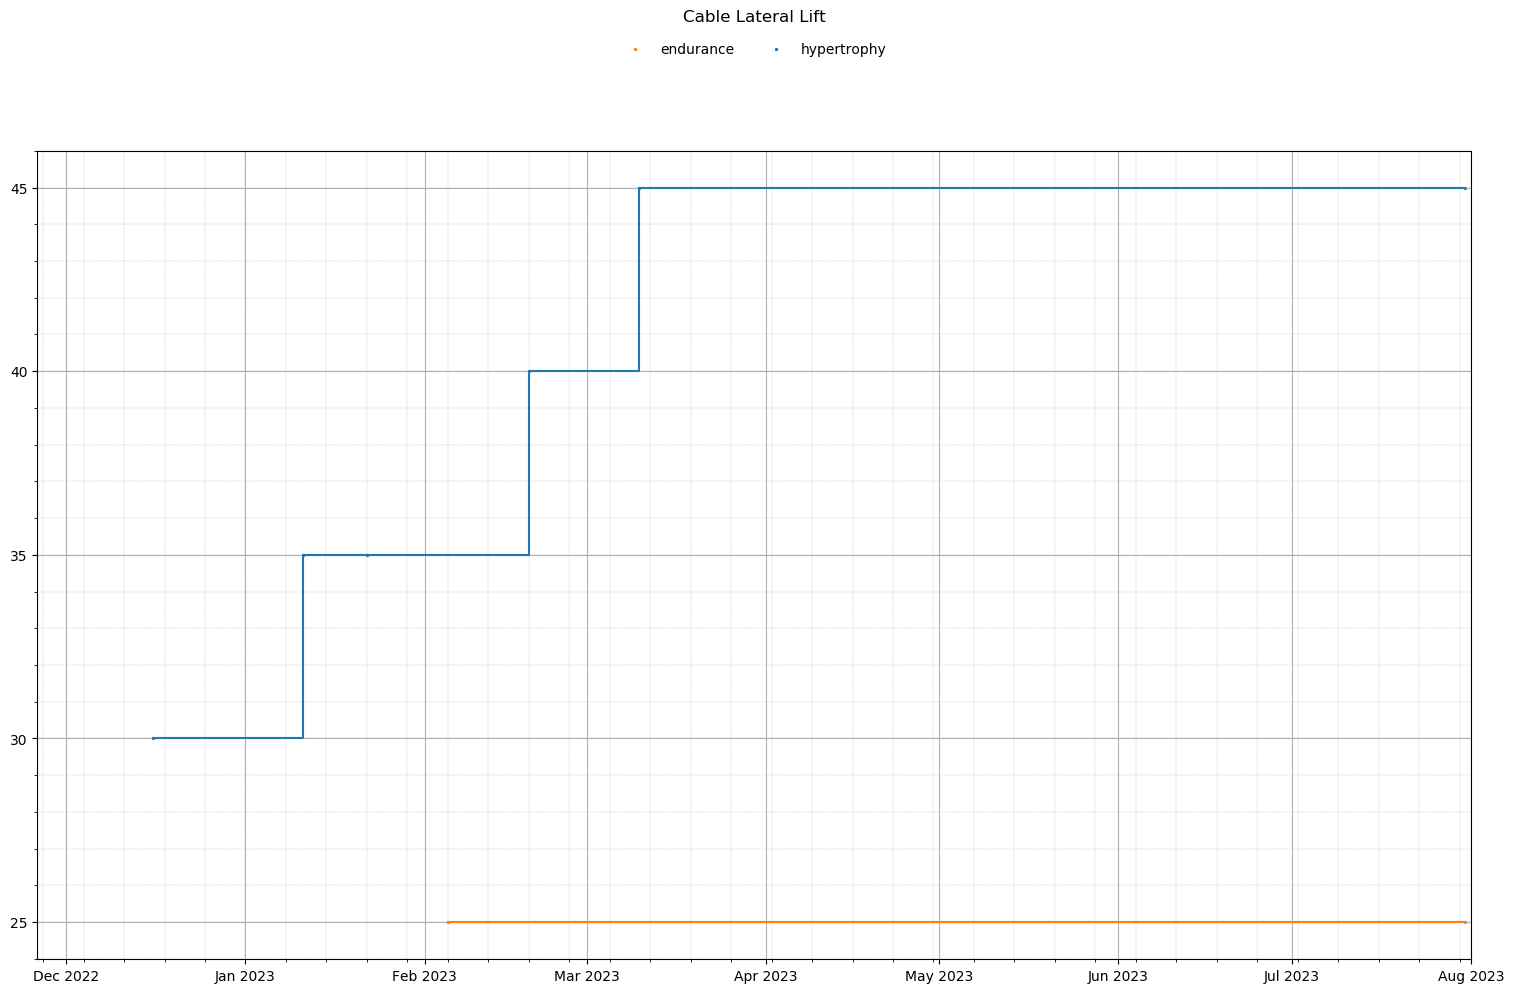 Cable Lateral Lift
endurance hypertrophy
45
40
35
30
25
Dec 2022 Jan 2023 Feb 2023 Mar 2023 Apr 2023 May 2023 Jun 2023 Jul 2023 Aug 2023